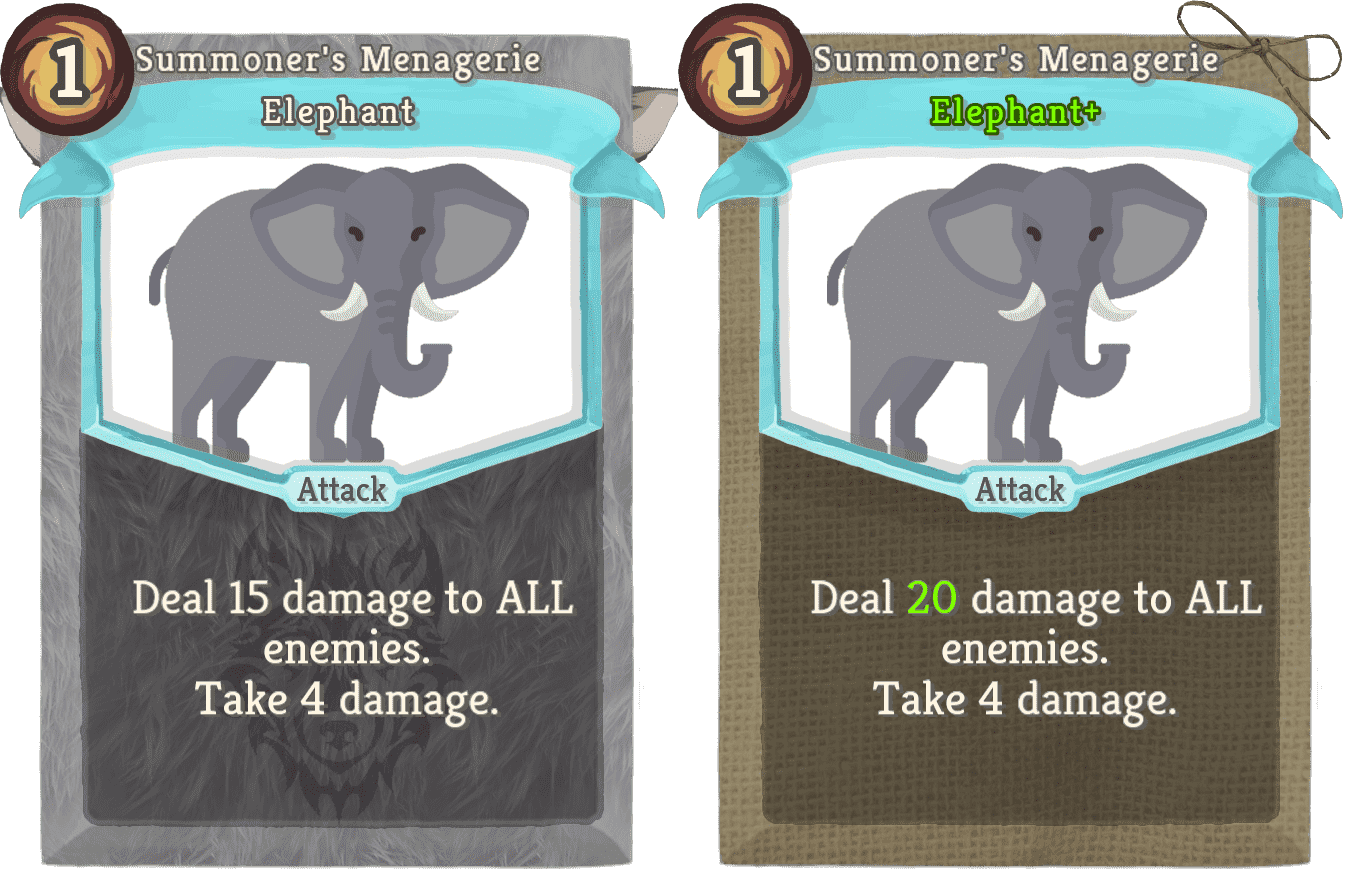 1
Summoner's Menagerie
Elephant
Attack
Deal 15 damage to ALL
enemies.
Take 4 damage.
1
Summoner's Menagerie
Elephant+
Attack
Deal 20 damage to ALL
enemies.
Take 4 damage.